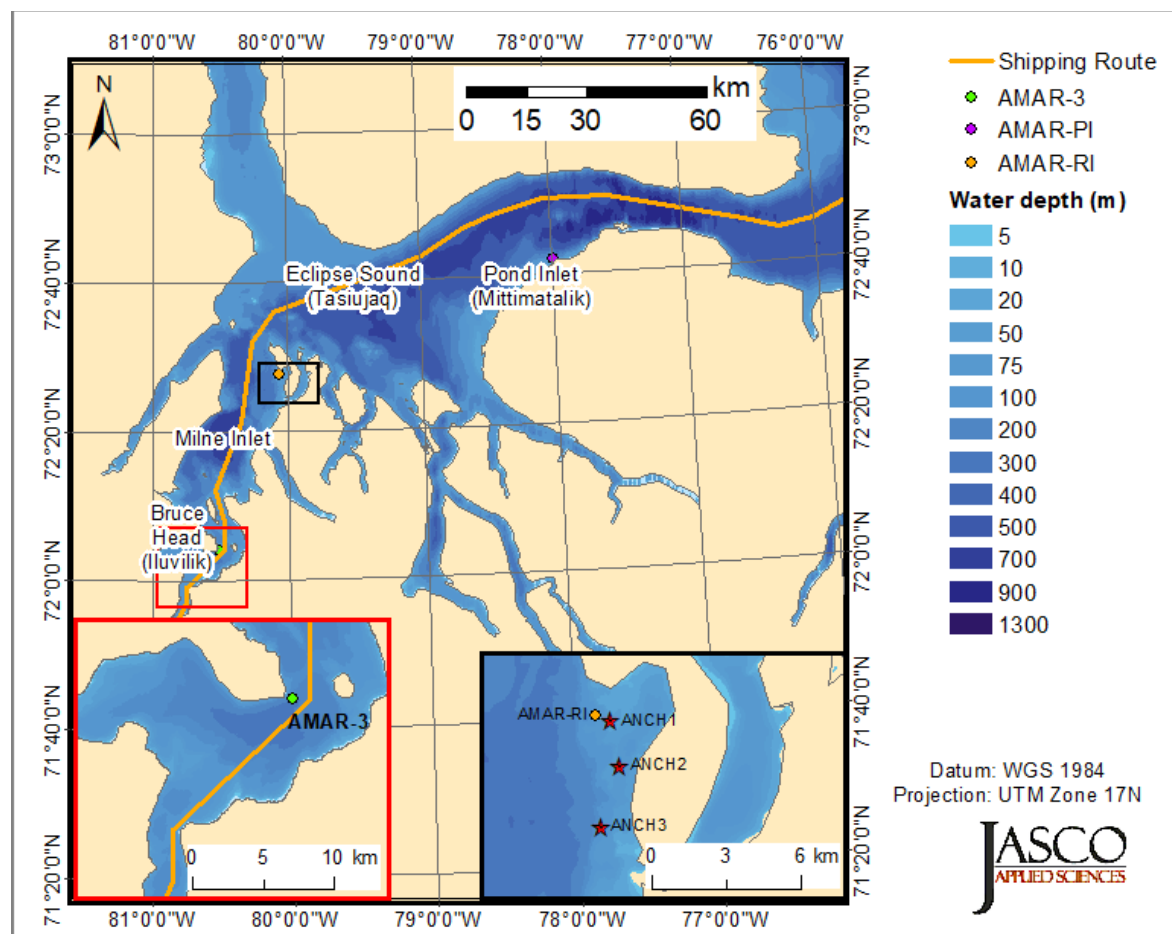 81°0'0"W 80°0'0"W 79°0'0"W 78°0'0"W 77°0'0"W 76°0'0"W
N
km
0 15 30 60
73°0'0"N
73°0'0"N
72°40'0"N
72°40'0"N
Eclipse Sound
(Tasiujaq)
Pond Inlet
(Mittimatalik)
72°20'0"N
72°20'0"N
Milne Inlet
Bruce
Head
(Iluvilik)
72°0'0"N
72°0'0"N
71°40'0"N
71°40'0"N
AMAR-3
0 5 10 km
AMAR-RI
ANCH1
ANCH2
ANCH3
0 3 6 km
71°20'0"N
71°20'0"N
81°0'0"W 80°0'0"W 79°0'0"W 78°0'0"W 77°0'0"W
Shipping Route
AMAR-3
AMAR-PI
AMAR-RI
Water depth (m)
5
10
20
50
75
100
200
300
400
500
700
900
1300
Datum: WGS 1984
Projection: UTM Zone 17N
JASCO
APPLIED SCIENCES